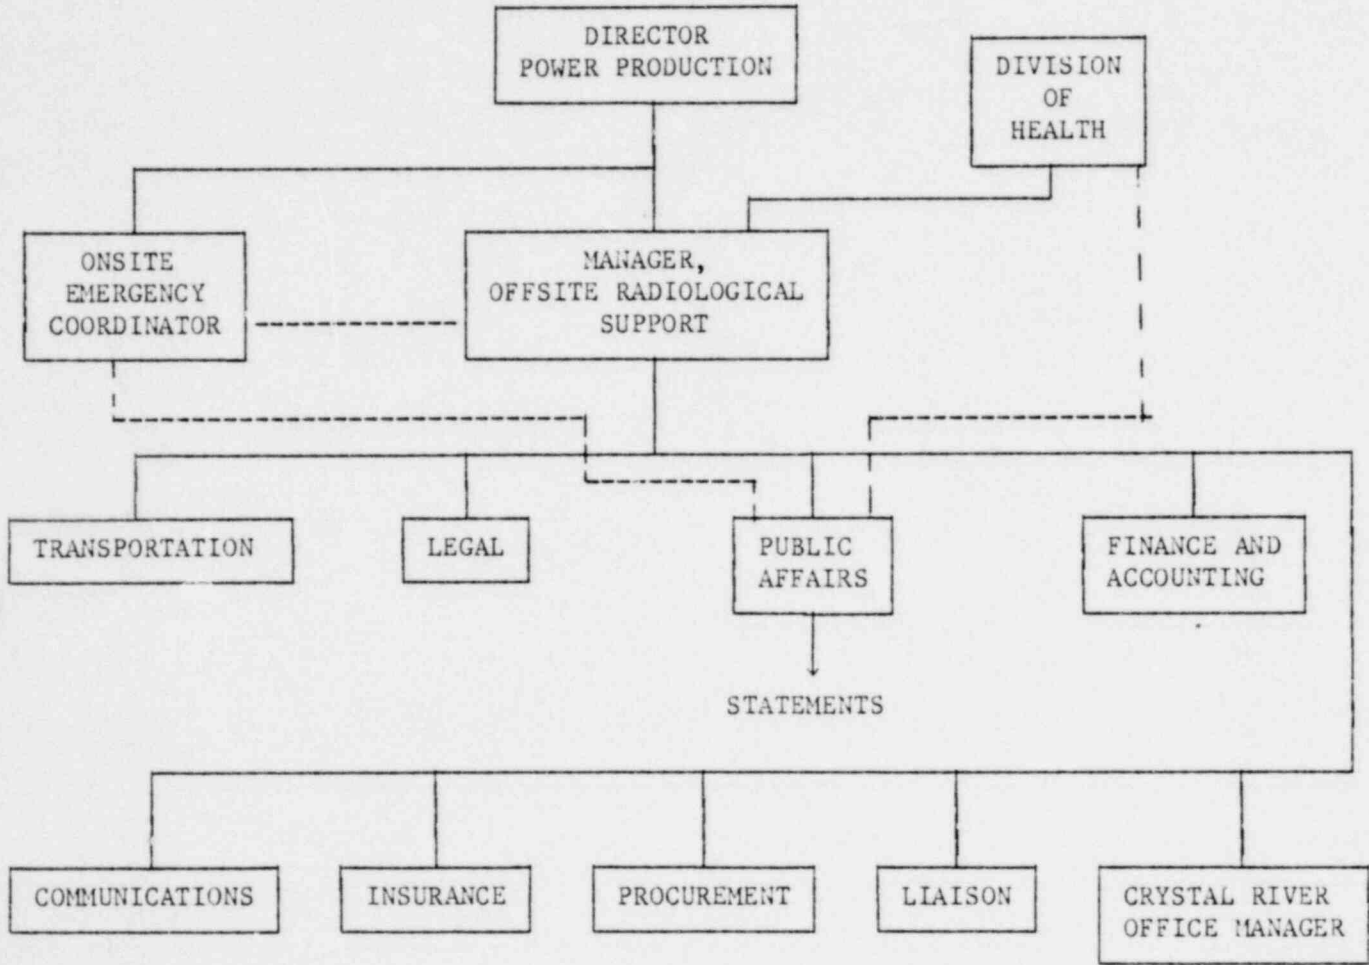 DIRECTOR
POWER PRODUCTION
DIVISION
OF
HEALTH
ONSITE
EMERGENCY
COORDINATOR
MANAGER,
OFFSITE RADIOLOGICAL
SUPPORT
TRANSPORTATION
LEGAL
PUBLIC
AFFAIRS
FINANCE AND
ACCOUNTING
STATEMENTS
COMMUNICATIONS
INSURANCE
PROCUREMENT
LIAISON
CRYSTAL RIVER
OFFICE MANAGER